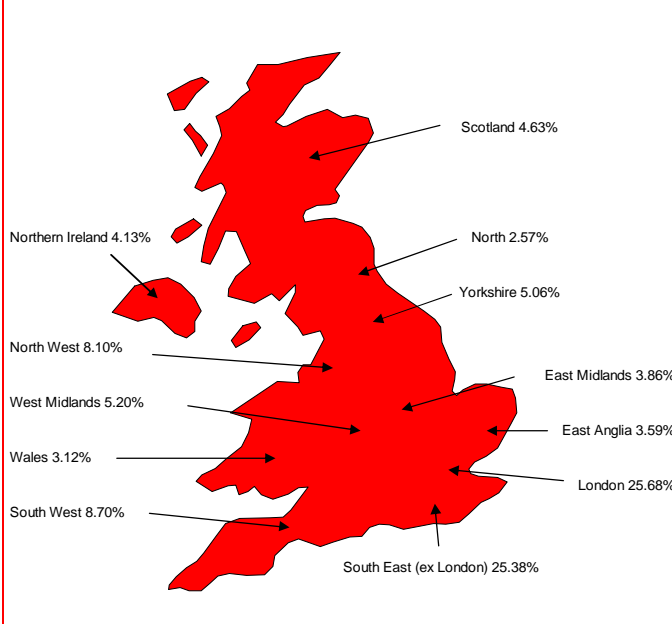 Scotland 4.63%
Northern Ireland 4.13%
North 2.57%
Yorkshire 5.06%
North West 8.10%
East Midlands 3.86%
West Midlands 5.20%
East Anglia 3.59%
Wales 3.12%
London 25.68%
South West 8.70%
South East (ex London) 25.38%